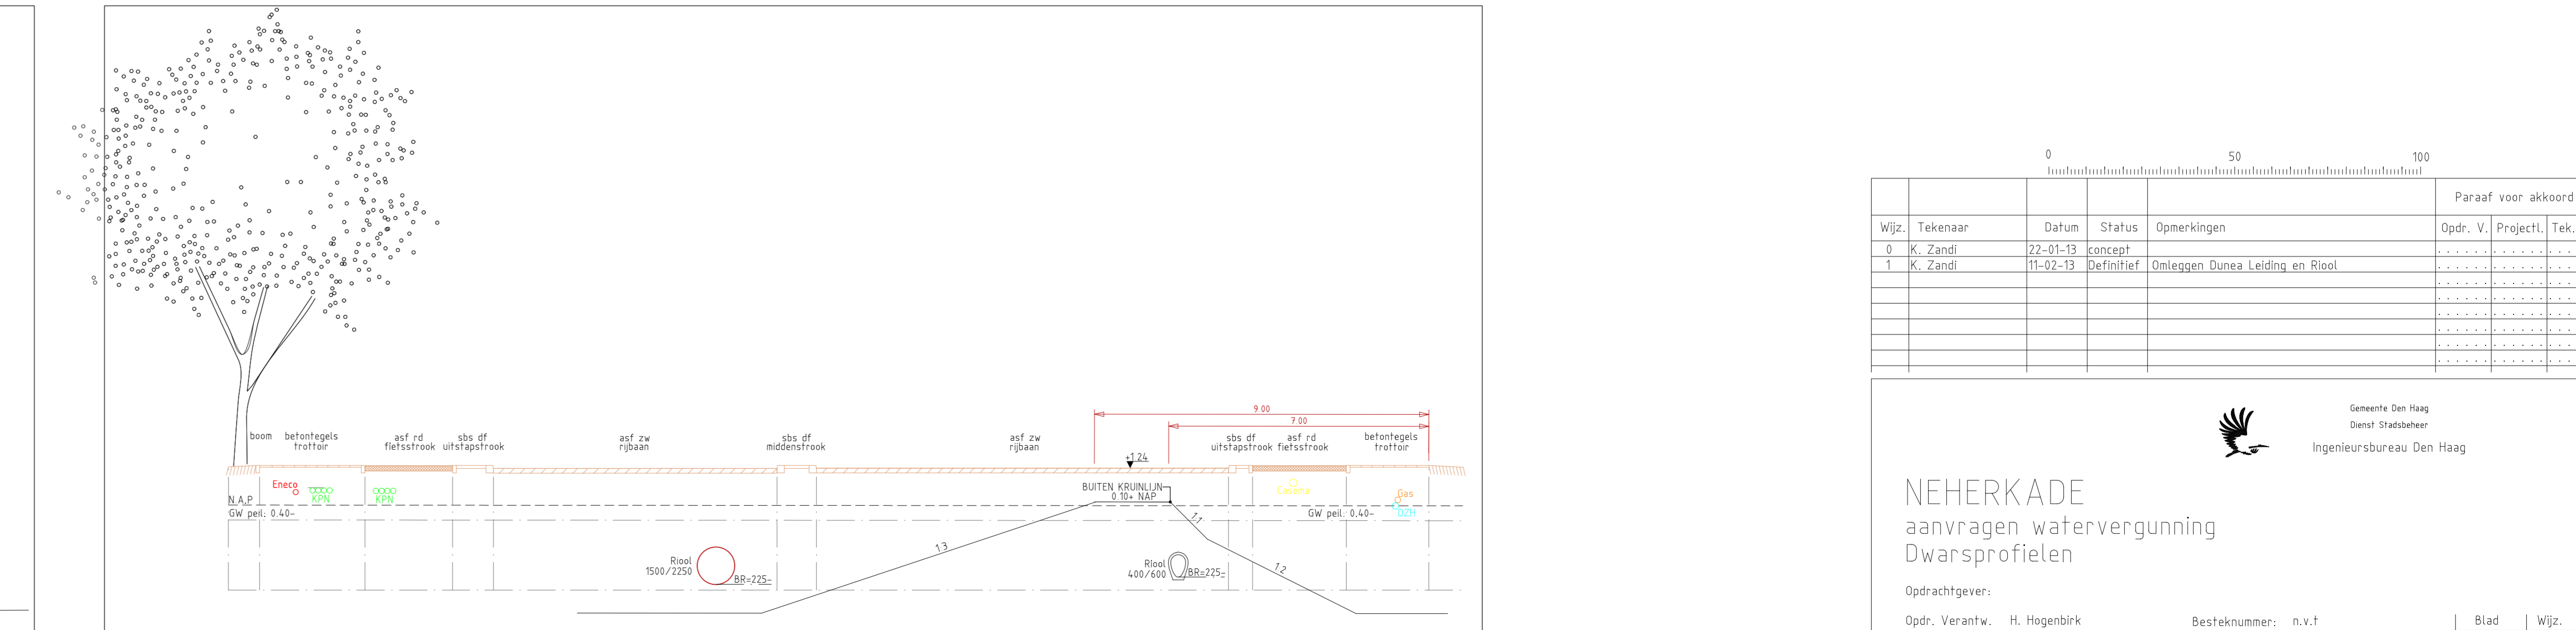 9.00
7.00
boom
betontegels
trottoir
asf rd
fietsstrook
sbs df
uitstapstrook
asf zw
rijbaan
sbs df
middenstrook
asf zw
rijbaan
sbs df
uitstapstrook
asf rd
fietsstrook
betontegels
trottoir
+1.24
Eneco
KPN
KPN
BUITEN KRUINLIJN
0.10+ NAP
Casema
Gas
DZH
N.A.P
GW peil: 0.40-
GW peil: 0.40-
1:1
1:3
1:2
Riool
1500/2250
BR=225-
Riool
400/600
BR=225-
0 50 100
Paraaf voor akkoord
Wijz. Tekenaar Datum Status Opmerkingen Opdr. V. Projectl. Tek.
0 K. Zandi 22-01-13 concept
1 K. Zandi 11-02-13 Definitief Omleggen Dunea Leiding en Riool
Gemeente Den Haag
Dienst Stadsbeheer
Ingenieursbureau Den Haag
NEHERKADE
aanvragen watervergunning
Dwarsprofielen
Opdrachtgever:
Opdr. Verantw. H. Hogenbirk Besteknummer: n.v.t Blad Wijz.